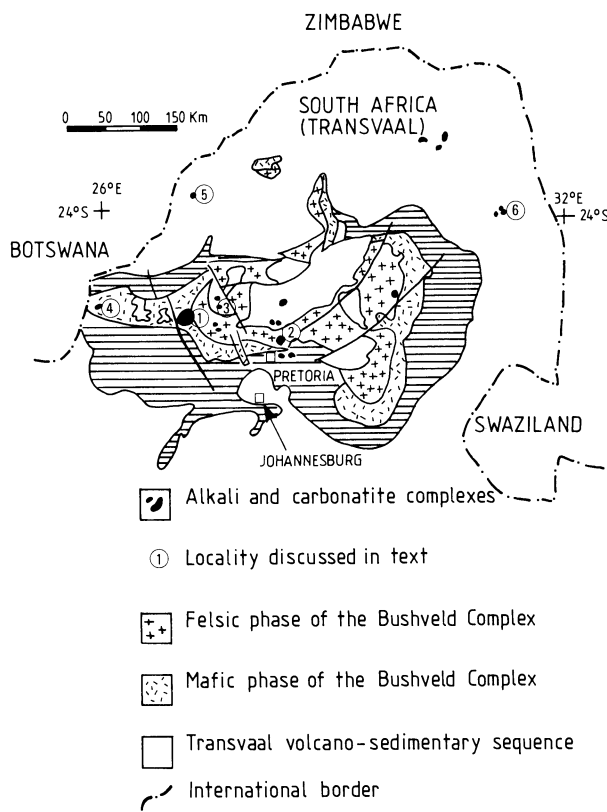 ZIMBABWE
SOUTH AFRICA
(TRANSVAAL)
0 50 100 150 Km
26°E
24°S
5
6
32°E
24°S
BOTSWANA
4
1
3
2
PRETORIA
SWAZILAND
JOHANNESBURG
Alkali and carbonatite complexes
1 Locality discussed in text
Felsic phase of the Bushveld Complex
Mafic phase of the Bushveld Complex
Transvaal volcano-sedimentary sequence
International border